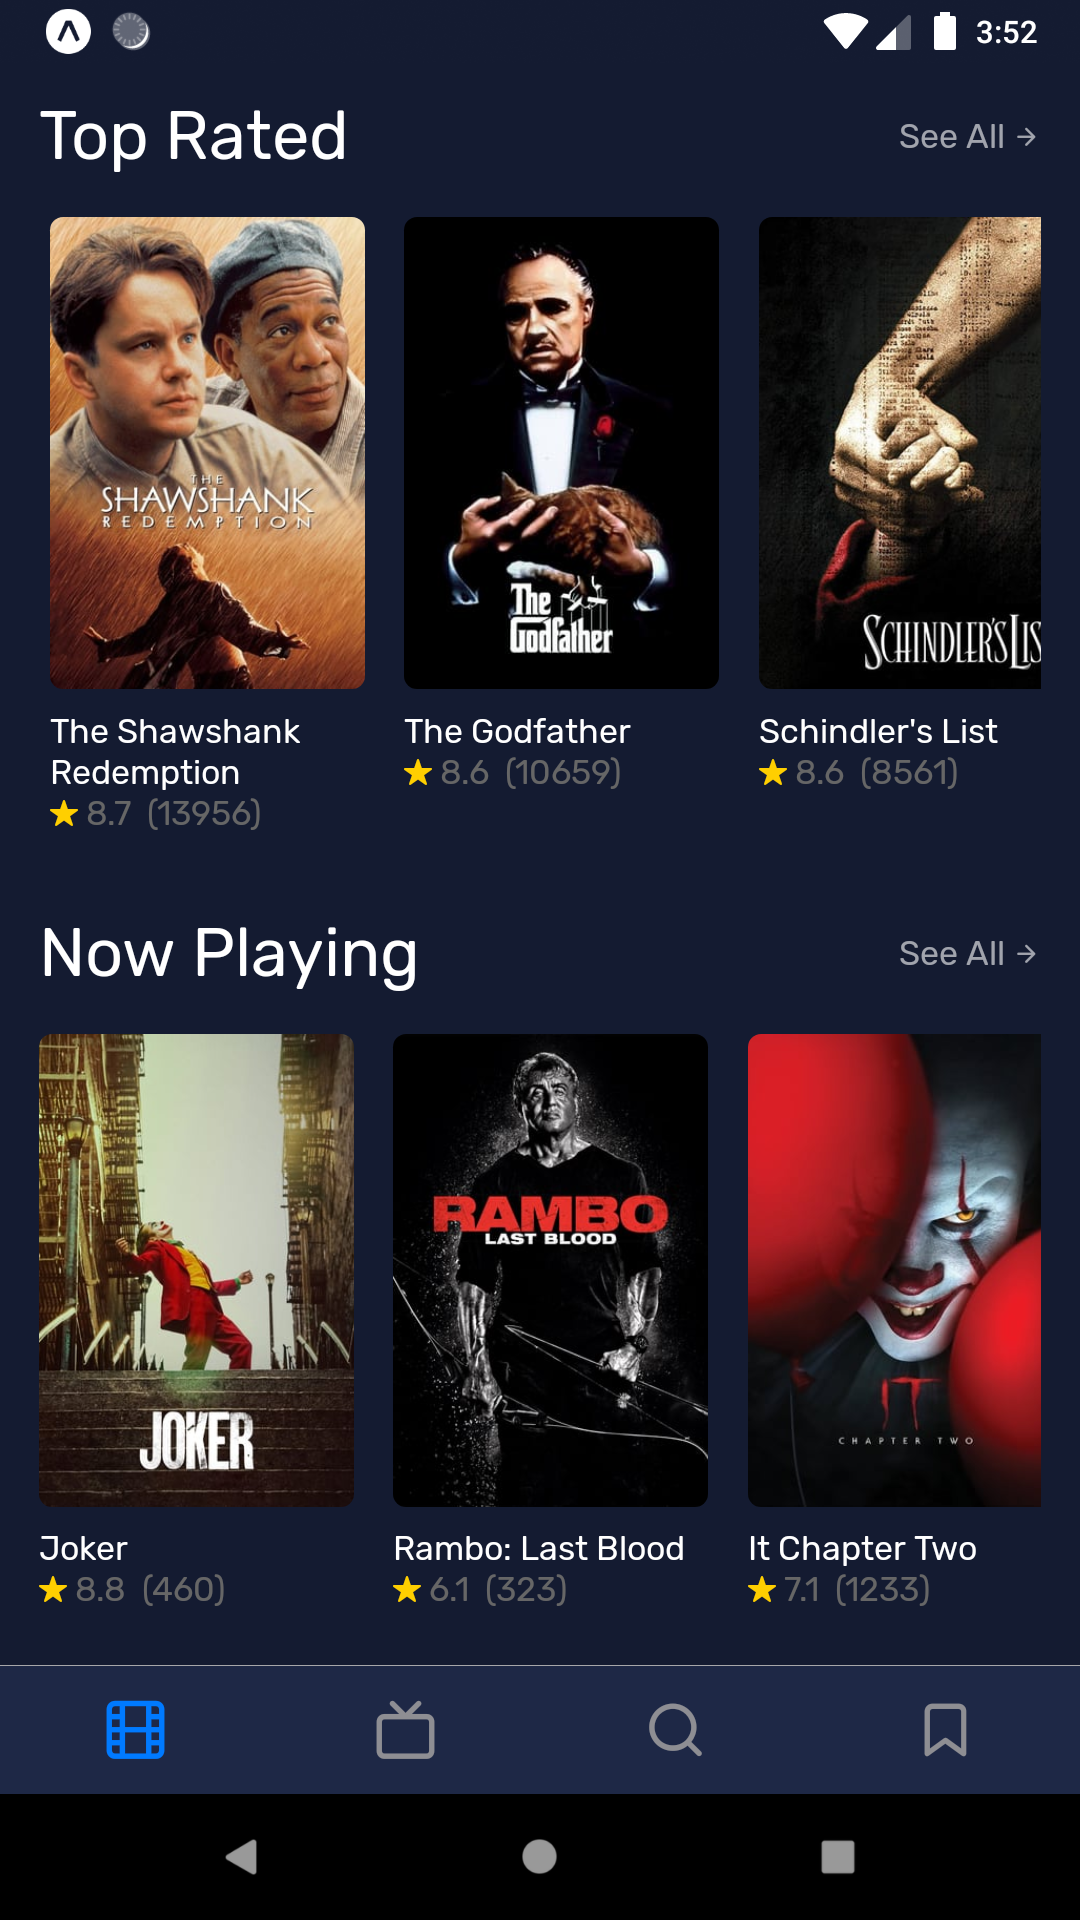 3:52
Top Rated
See All →
THE
SHAWSHANK
REDEMPTION
The
Godfather
SCHINDLER'S LIS
The Shawshank
Redemption
8.7 (13956)
The Godfather
8.6 (10659)
Schindler's List
8.6 (8561)
Now Playing
See All →
JOKER
RAMBO
LAST BLOOD
IT
CHAPTER TWO
Joker
8.8 (460)
Rambo: Last Blood
6.1 (323)
It Chapter Two
7.1 (1233)